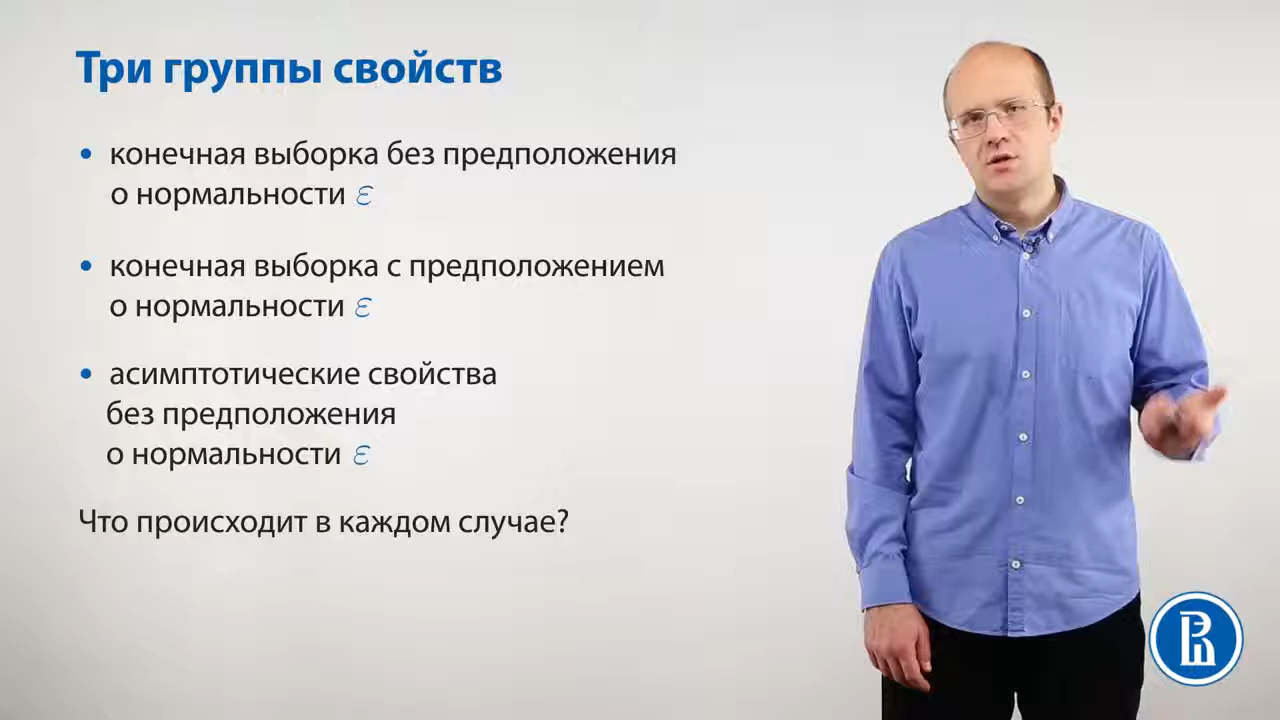 Три группы свойств
• конечная выборка без предположения
о нормальности ε
• конечная выборка с предположением
о нормальности ε
• асимптотические свойства
без предположения
о нормальности ε
Что происходит в каждом случае?